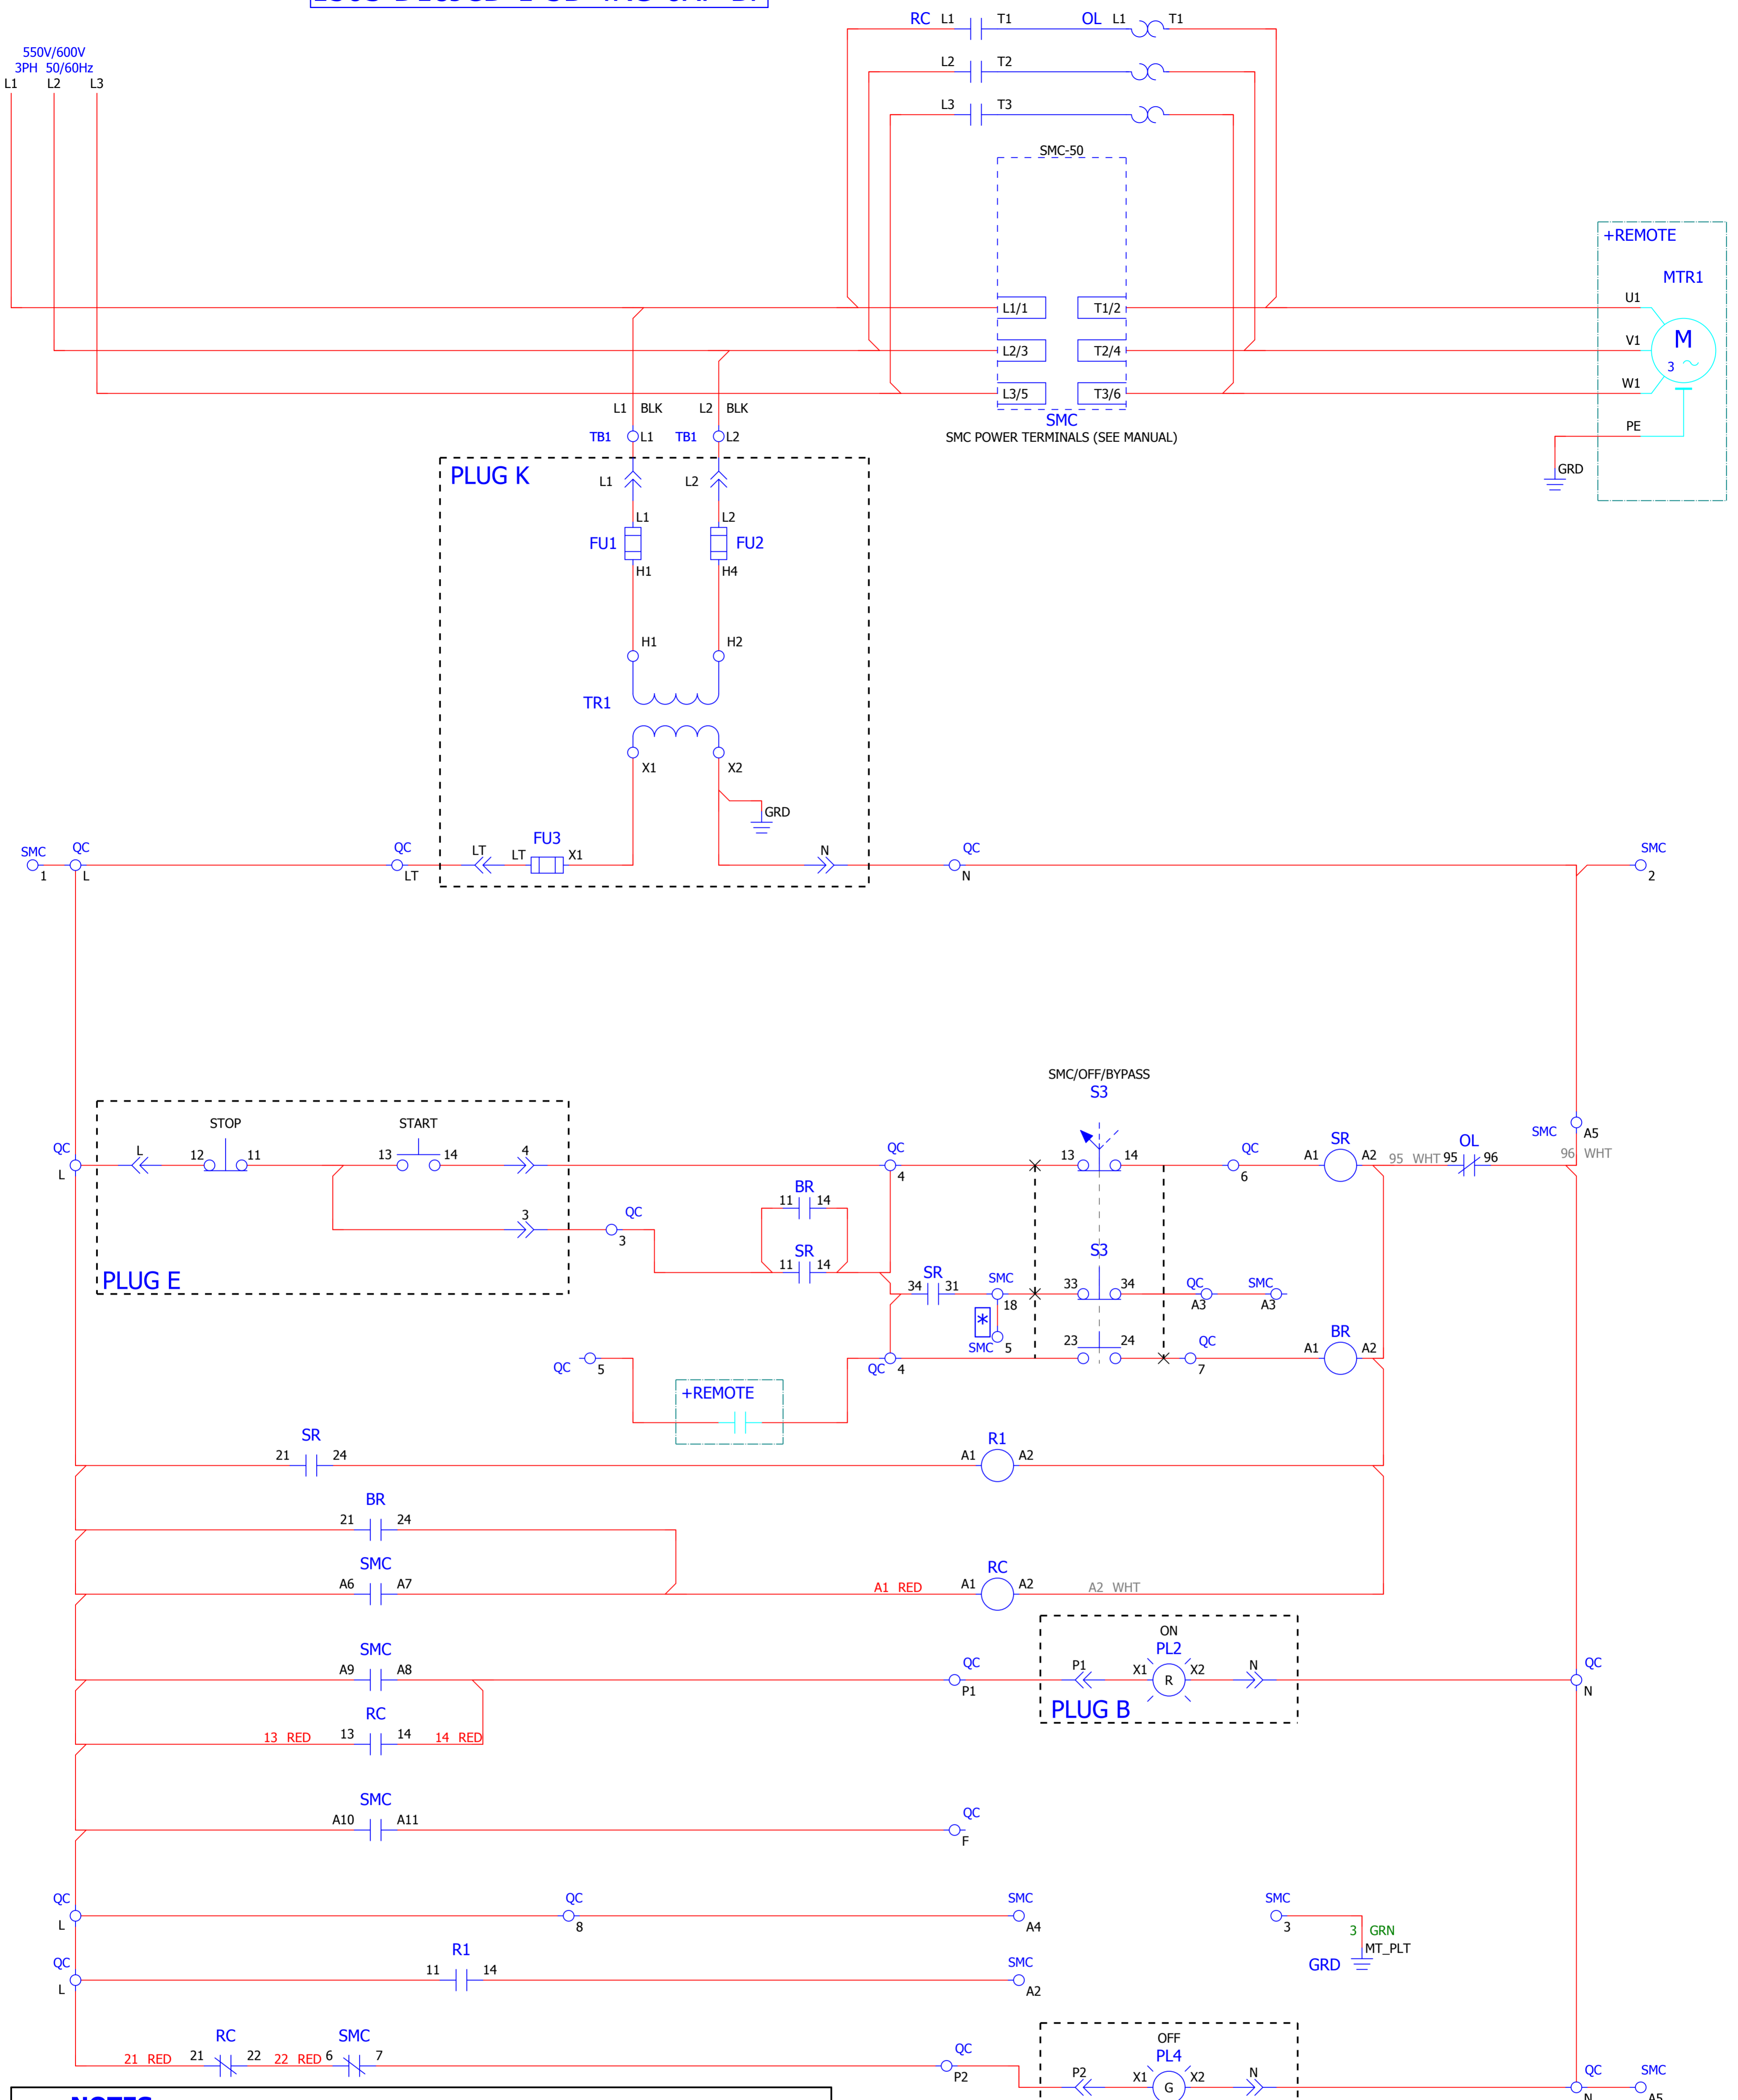 RC L1 T1 OL L1 T1
550V/600V
3PH 50/60Hz
L1 L2 L3
L2 T2
L3 T3
SMC-50
+REMOTE
MTR1
L1/1 T1/2 U1
L2/3 T2/4 V1 M
3
L3/5 T3/6 W1
L1 BLK L2 BLK
SMC
PE
TB1 L1 TB1 L2
SMC POWER TERMINALS (SEE MANUAL)
PLUG K
L1 L2
GRD
L1 L2
FU1 FU2
H1 H4
H1 H2
TR1
X1 X2
GRD
SMC QC QC LT LT FU3 X1 N QC SMC
1 L LT N 2
SMC/OFF/BYPASS
S3
STOP START
SMC A5
QC L 12 11 13 14 4 QC 13 14 QC SR OL
A1 A2 95 WHT 95 96 96 WHT
L 4 6
BR
11 14
3 QC
3
SR S3
11 14
PLUG E
SR SMC
34 31 33 34 QC SMC
18 A3 A3
*
SMC 5 23 24 QC BR
A1 A2
QC 5 QC 4 7
+REMOTE
SR R1
21 24 A1 A2
BR
21 24
SMC RC
A6 A7 A1 RED A1 A2 A2 WHT
ON
SMC PL2
A9 A8 QC P1 X1 R X2 N QC
P1 N
PLUG B
RC
13 RED 13 14 14 RED
SMC
A10 A11 QC
F
QC QC SMC SMC
L 8 A4 3
3 GRN
MT_PLT
GRD
QC R1 SMC
11 14
L A2
OFF
RC SMC PL4
21 RED 21 22 22 RED 6 7 QC
P2 P2 X1 G X2 N QC SMC
N A5
NOTES